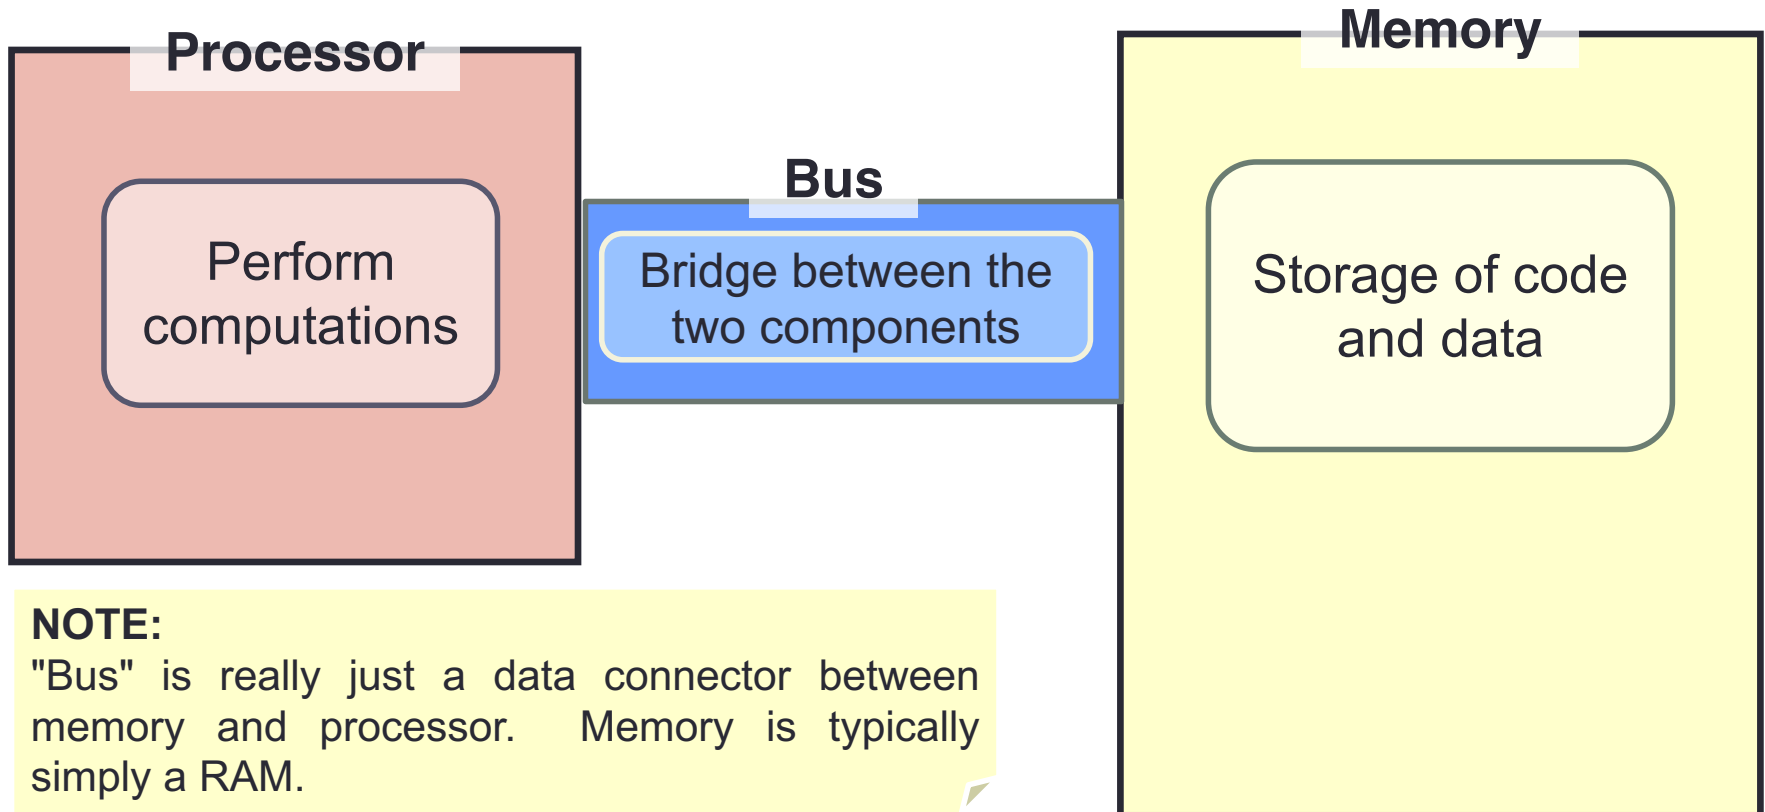 Processor
Memory
Bus
Perform
computations
Bridge between the
two components
Storage of code
and data
NOTE:
"Bus" is really just a data connector between
memory and processor. Memory is typically
simply a RAM.